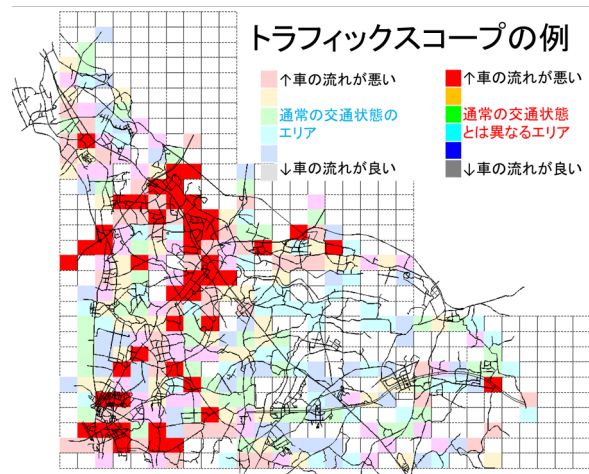 トラフィックスコープの例
↑車の流れが悪い
通常の交通状態の
エリア
↓車の流れが良い
↑車の流れが悪い
通常の交通状態
とは異なるエリア
↓車の流れが良い